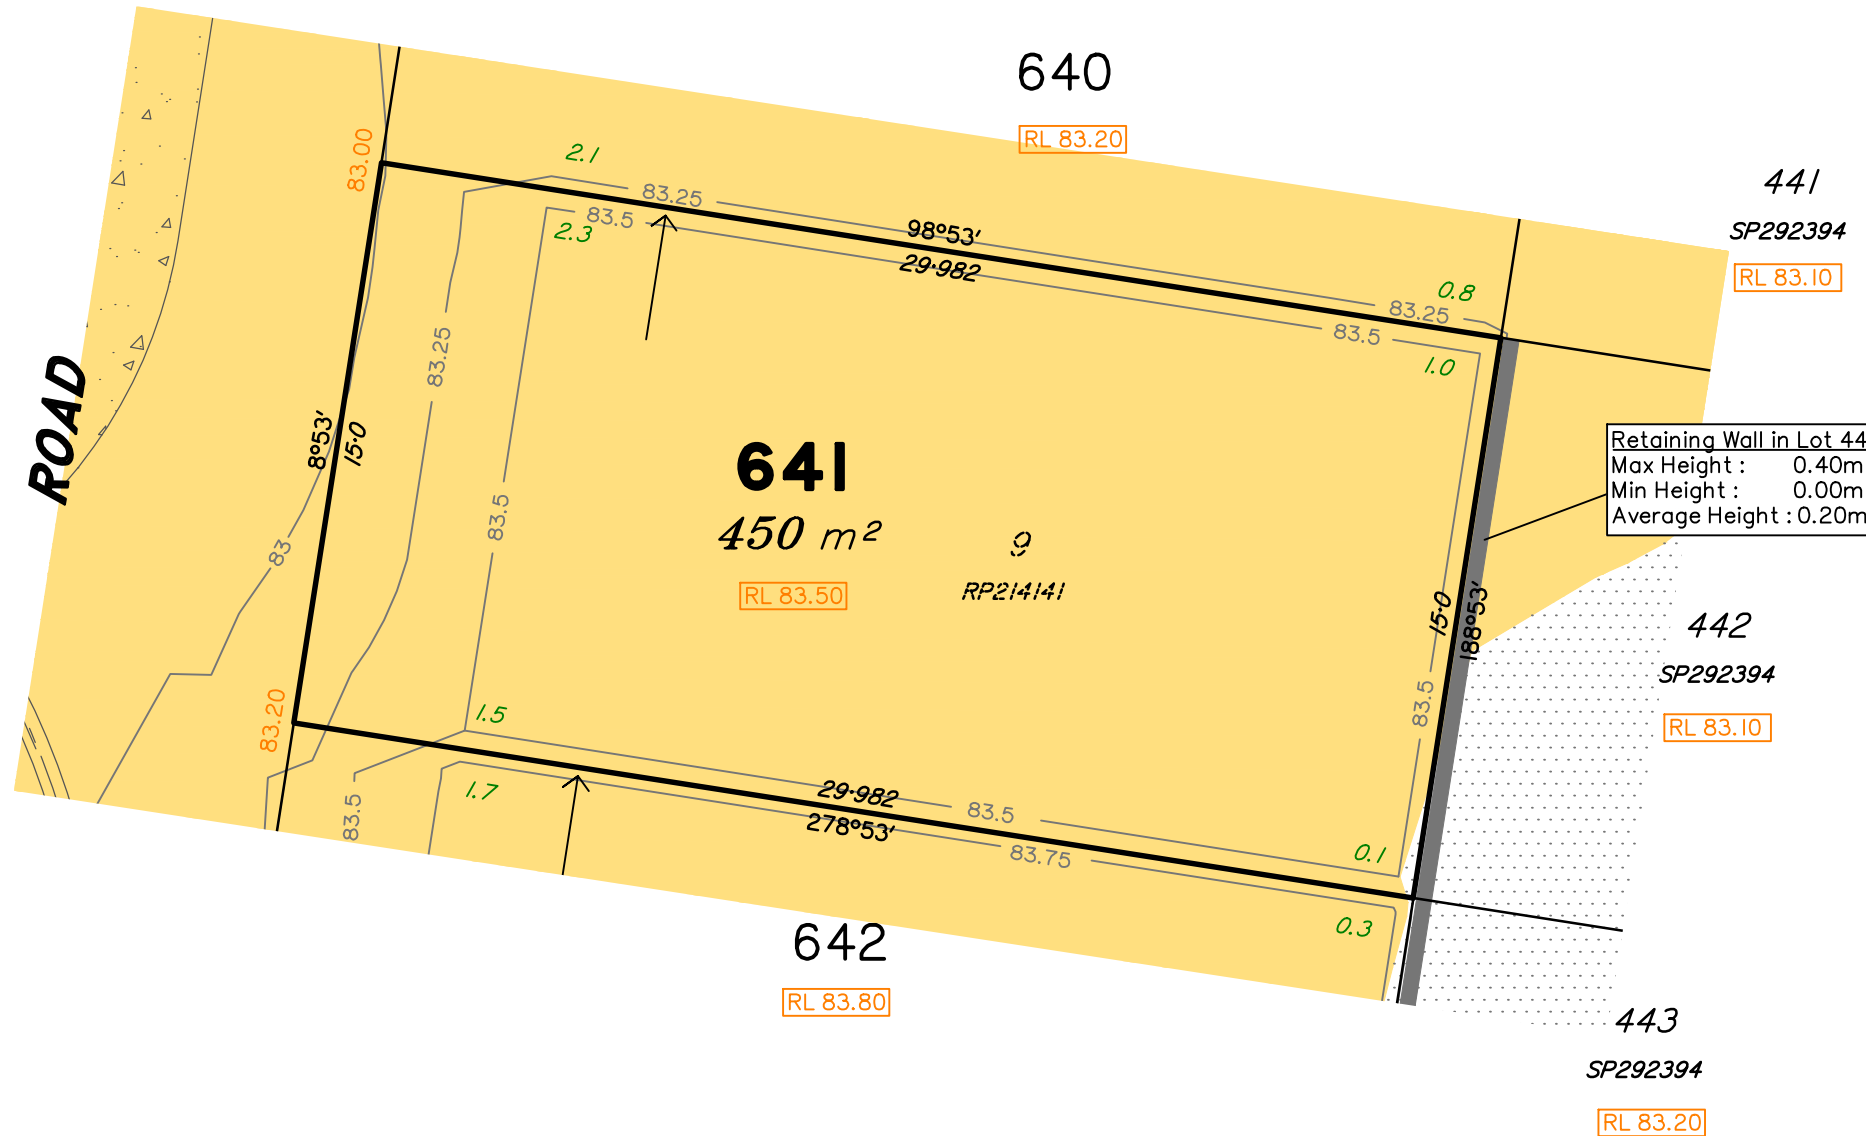 640
RL 83.20
441
SP292394
RL 83.10
83.00
2.1
83.25
83.5
2.3
98°53'
29·982
0.8
83.25
83.5
1.0
ROAD
83.25
8°53'
15·0
641
450 m²
RL 83.50
9
RP214141
83.5
83
Retaining Wall in Lot 44
Max Height : 0.40m
Min Height : 0.00m
Average Height : 0.20m
15·0
188°53'
442
SP292394
RL 83.10
83.5
83.20
1.5
1.7
83.5
29·982
278°53'
83.5
83.75
0.1
0.3
642
RL 83.80
443
SP292394
RL 83.20